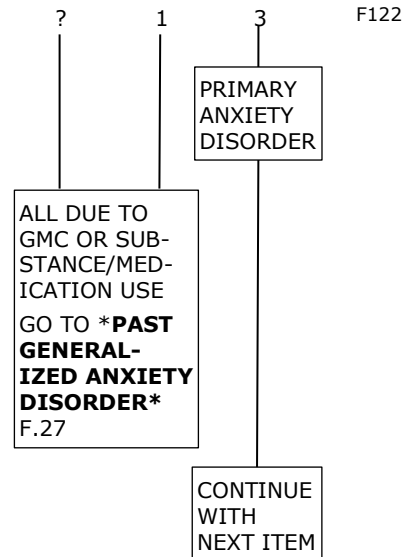 ? 1 3 F122
PRIMARY
ANXIETY
DISORDER
ALL DUE TO
GMC OR SUB-
STANCE/MED-
ICATION USE
GO TO *PAST
GENERAL-
IZED ANXIETY
DISORDER*
F.27
CONTINUE
WITH
NEXT ITEM